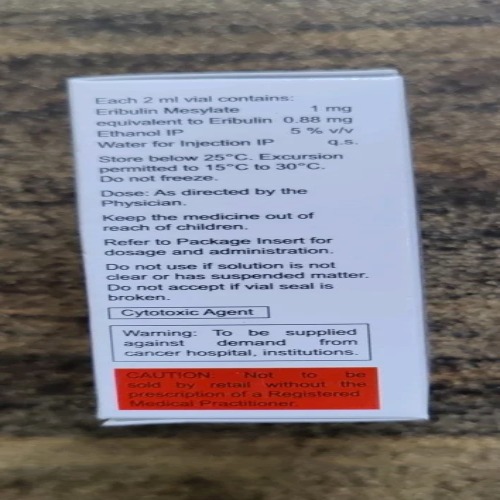 Each 2 ml vial contains:
Eribulin Mesylate 1 mg
equivalent to Eribulin 0.88 mg
Ethanol IP 5 % v/v
Water for Injection IP q.s.
Store below 25°C. Excursion
permitted to 15°C to 30°C.
Do not freeze.
Dose: As directed by the
Physician.
Keep the medicine out of
reach of children.
Refer to Package Insert for
dosage and administration.
Do not use if solution is not
clear or has suspended matter.
Do not accept if vial seal is
broken.
Cytotoxic Agent
Warning: To be supplied
against demand from
cancer hospital, institutions.
CAUTION: Not to be
sold by retail without the
prescription of a Registered
Medical Practitioner.